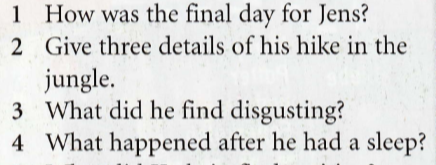 1 How was the final day for Jens?
2 Give three details of his hike in the
jungle.
3 What did he find disgusting?
4 What happened after he had a sleep?